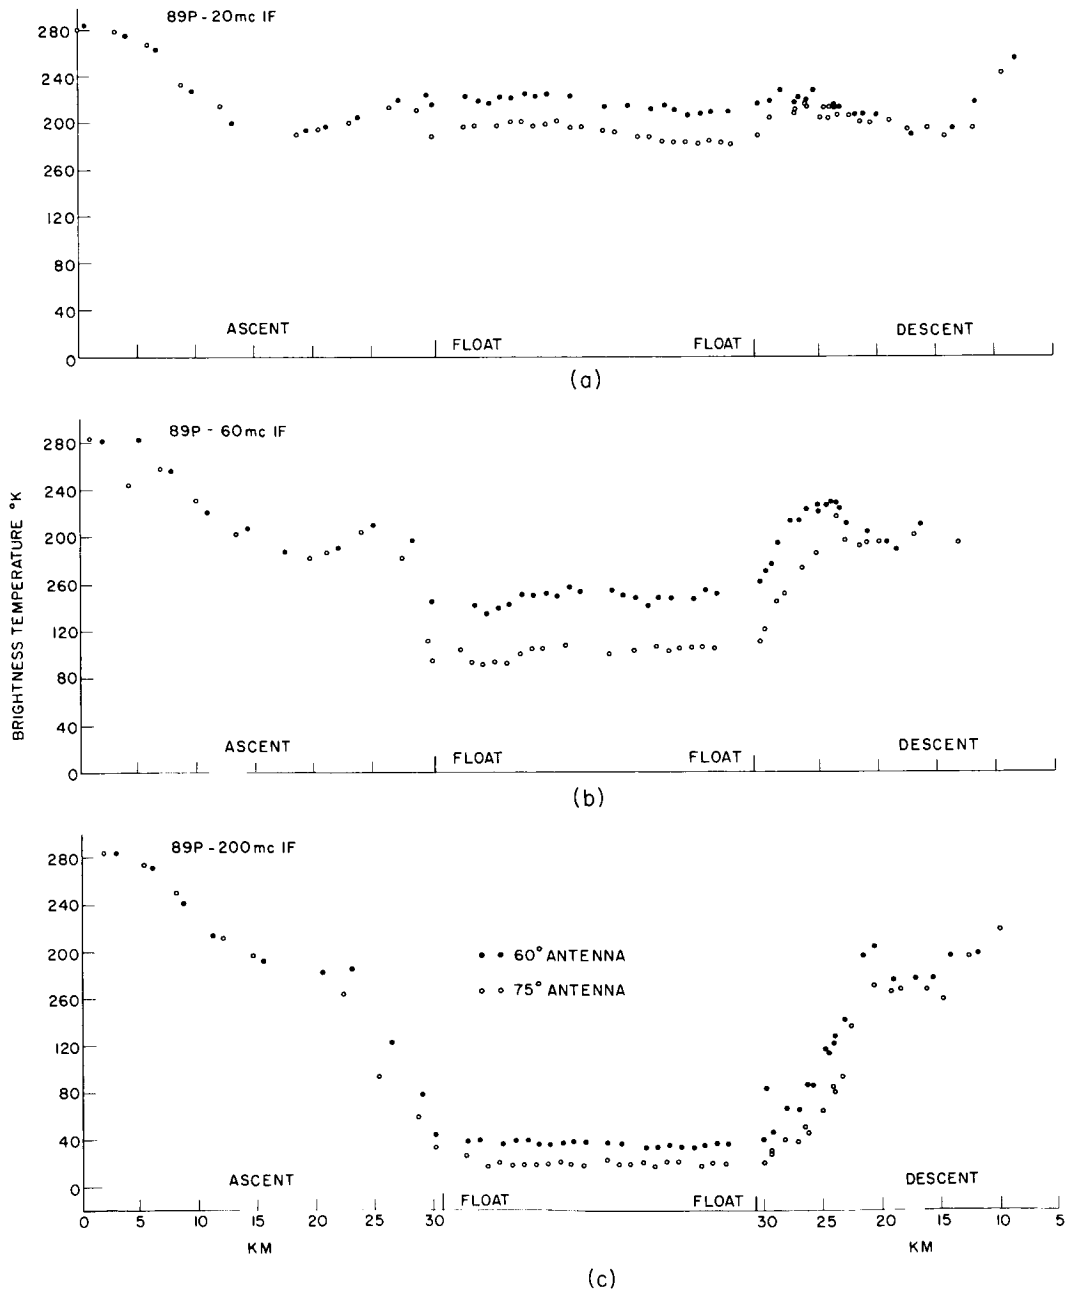 89P - 20mc IF
280
240
200
260
120
80
40
0
ASCENT
FLOAT
FLOAT
DESCENT
(a)
BRIGHTNESS TEMPERATURE °K
89P - 60mc IF
280
240
200
260
120
80
40
0
ASCENT
FLOAT
FLOAT
DESCENT
(b)
89P - 200mc IF
280
240
200
260
120
80
40
0
60° ANTENNA
75° ANTENNA
ASCENT
FLOAT
FLOAT
DESCENT
0 5 10 15 20 25 30 30 25 20 15 10 5
KM KM
(c)